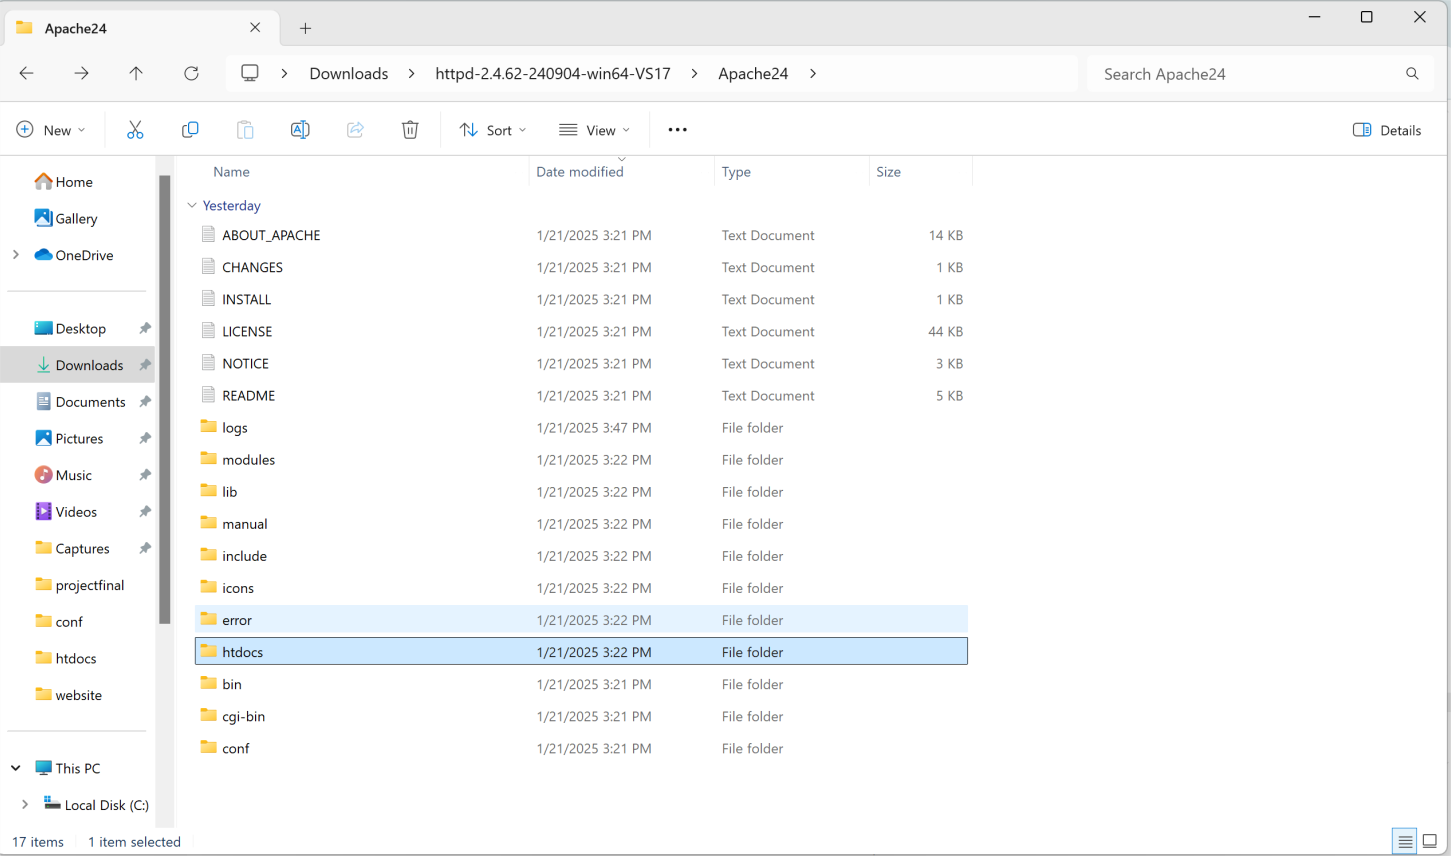 Apache24
Downloads > httpd-2.4.62-240904-win64-VS17 > Apache24 >
Search Apache24
New
Sort
View
Details
Home
Gallery
OneDrive
Desktop
Downloads
Documents
Pictures
Music
Videos
Captures
projectfinal
conf
htdocs
website
This PC
Local Disk (C:)
Name Date modified Type Size
Yesterday
ABOUT_APACHE 1/21/2025 3:21 PM Text Document 14 KB
CHANGES 1/21/2025 3:21 PM Text Document 1 KB
INSTALL 1/21/2025 3:21 PM Text Document 1 KB
LICENSE 1/21/2025 3:21 PM Text Document 44 KB
NOTICE 1/21/2025 3:21 PM Text Document 3 KB
README 1/21/2025 3:21 PM Text Document 5 KB
logs 1/21/2025 3:47 PM File folder
modules 1/21/2025 3:22 PM File folder
lib 1/21/2025 3:22 PM File folder
manual 1/21/2025 3:22 PM File folder
include 1/21/2025 3:22 PM File folder
icons 1/21/2025 3:22 PM File folder
error 1/21/2025 3:22 PM File folder
htdocs 1/21/2025 3:22 PM File folder
bin 1/21/2025 3:21 PM File folder
cgi-bin 1/21/2025 3:21 PM File folder
conf 1/21/2025 3:21 PM File folder
17 items 1 item selected